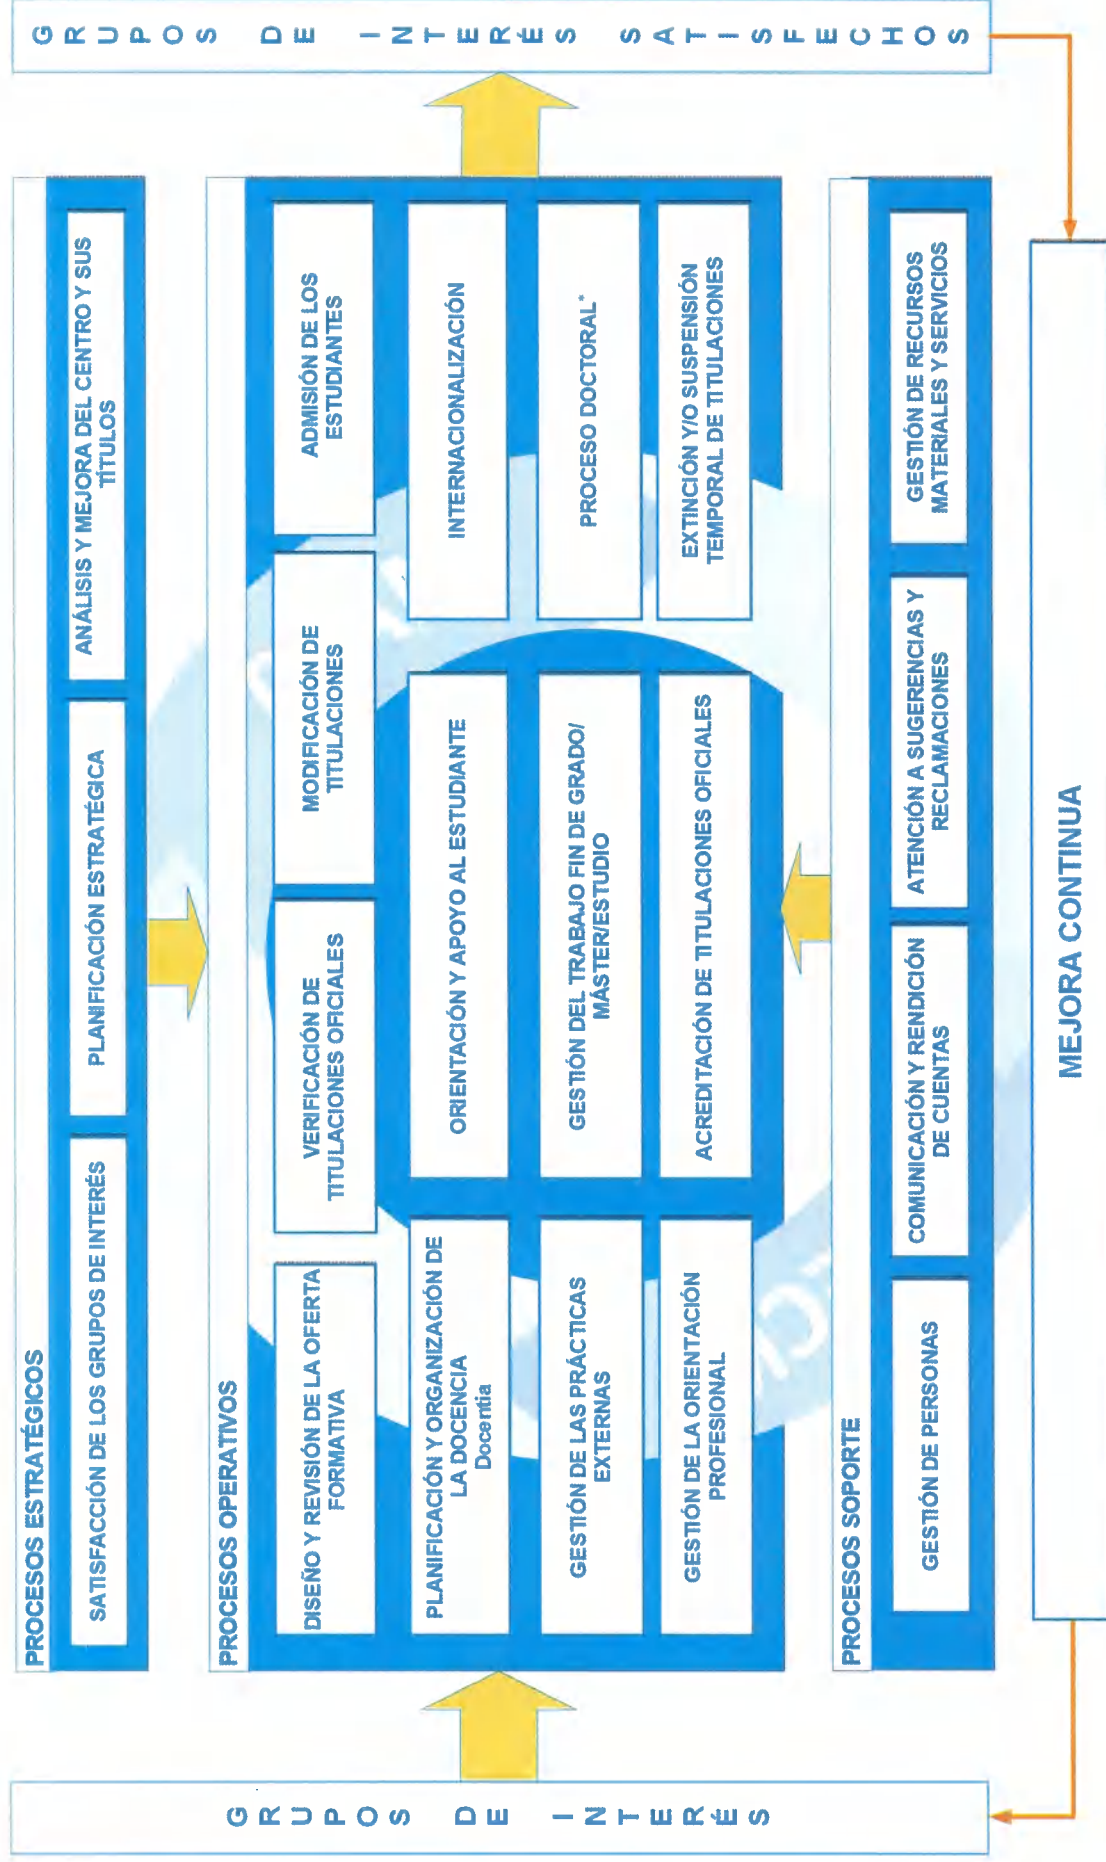 GRUPOS DE INTERÉS
PROCESOS ESTRATÉGICOS
SATISFACCIÓN DE LOS GRUPOS DE INTERÉS
PLANIFICACIÓN ESTRATÉGICA
ANÁLISIS Y MEJORA DEL CENTRO Y SUS
TÍTULOS
PROCESOS OPERATIVOS
DISEÑO Y REVISIÓN DE LA OFERTA
FORMATIVA
VERIFICACIÓN DE
TITULACIONES OFICIALES
MODIFICACIÓN DE
TITULACIONES
ADMISIÓN DE LOS
ESTUDIANTES
PLANIFICACIÓN Y ORGANIZACIÓN DE
LA DOCENCIA
Docentia
ORIENTACIÓN Y APOYO AL ESTUDIANTE
INTERNACIONALIZACIÓN
GESTIÓN DE LAS PRÁCTICAS
EXTERNAS
GESTIÓN DEL TRABAJO FIN DE GRADO/
MÁSTER/ESTUDIO
PROCESO DOCTORAL*
GESTIÓN DE LA ORIENTACIÓN
PROFESIONAL
ACREDITACIÓN DE TITULACIONES OFICIALES
EXTINCIÓN Y/O SUSPENSIÓN
TEMPORAL DE TITULACIONES
PROCESOS SOPORTE
GESTIÓN DE PERSONAS
COMUNICACIÓN Y RENDICIÓN
DE CUENTAS
ATENCIÓN A SUGERENCIAS Y
RECLAMACIONES
GESTIÓN DE RECURSOS
MATERIALES Y SERVICIOS
GRUPOS DE INTERÉS SATISFECHOS
MEJORA CONTINUA